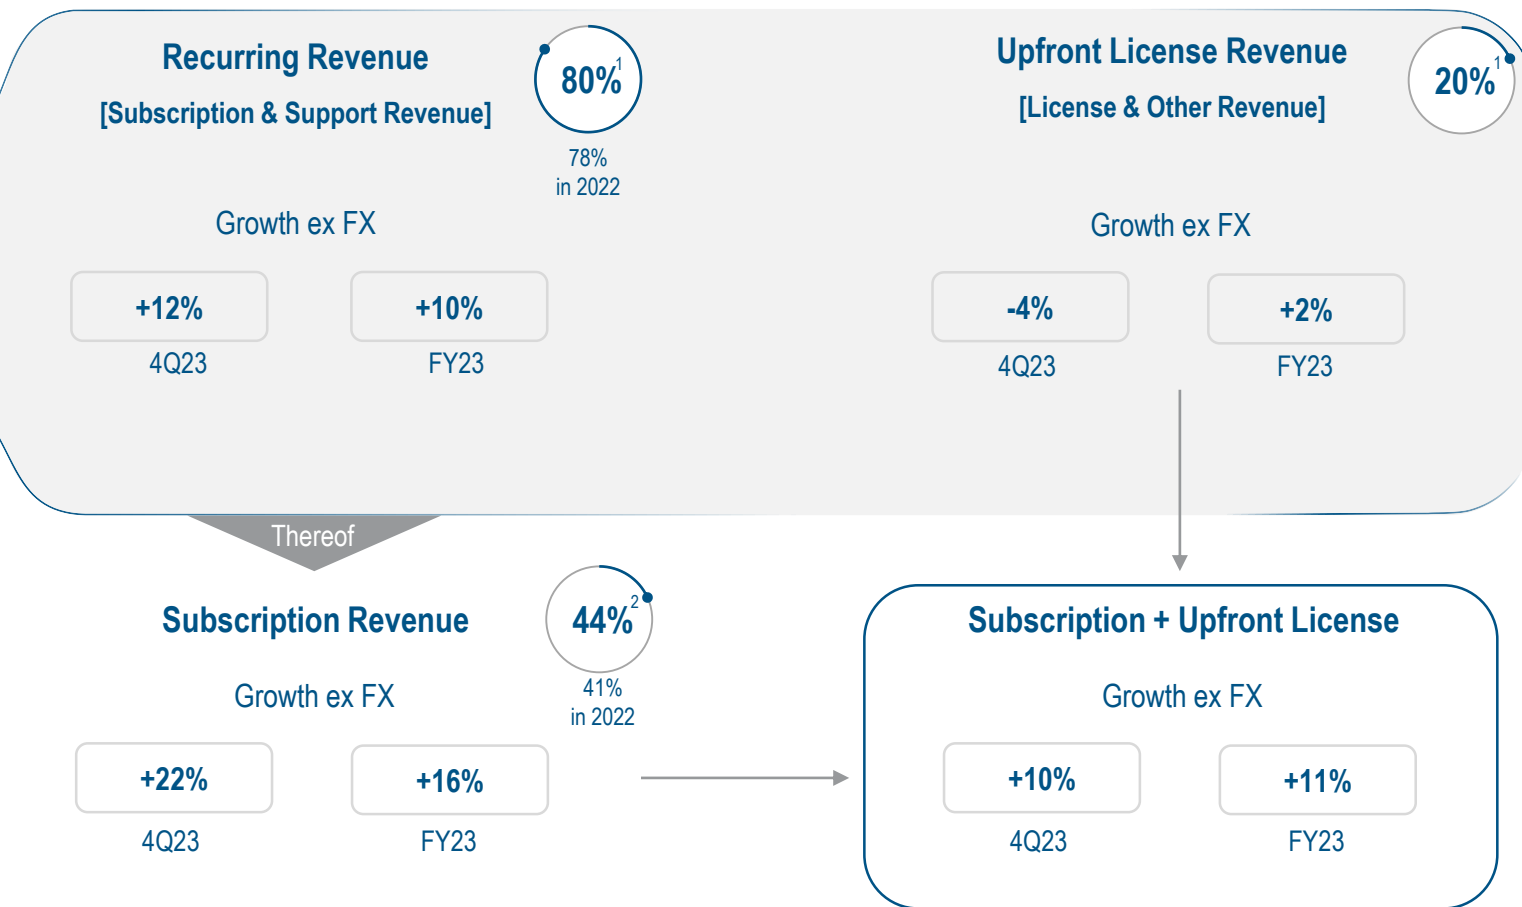 Recurring Revenue
[Subscription & Support Revenue]
80%1
78%
in 2022
Growth ex FX
+12%
+10%
4Q23
FY23
Upfront License Revenue
[License & Other Revenue]
20%1
Growth ex FX
-4%
+2%
4Q23
FY23
Thereof
Subscription Revenue
44%2
41%
in 2022
Growth ex FX
+22%
+16%
4Q23
FY23
Subscription + Upfront License
Growth ex FX
+10%
+11%
4Q23
FY23